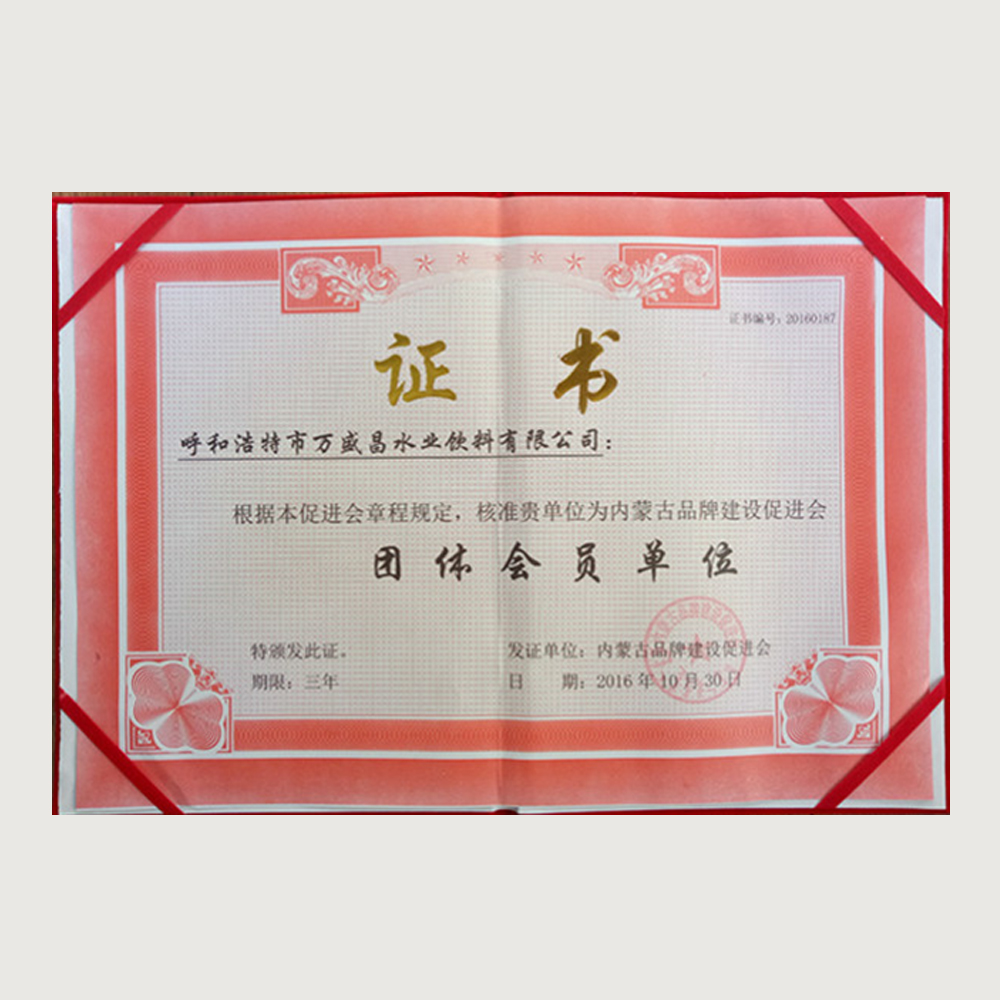 证书编号：20160187
证 书
呼和浩特市万盛昌水业饮料有限公司：
根据本促进会章程规定，核准贵单位为内蒙古品牌建设促进会
团体会员单位
特颁发此证。
发证单位：内蒙古品牌建设促进会
期限：三年
日 期：2016年10月30日